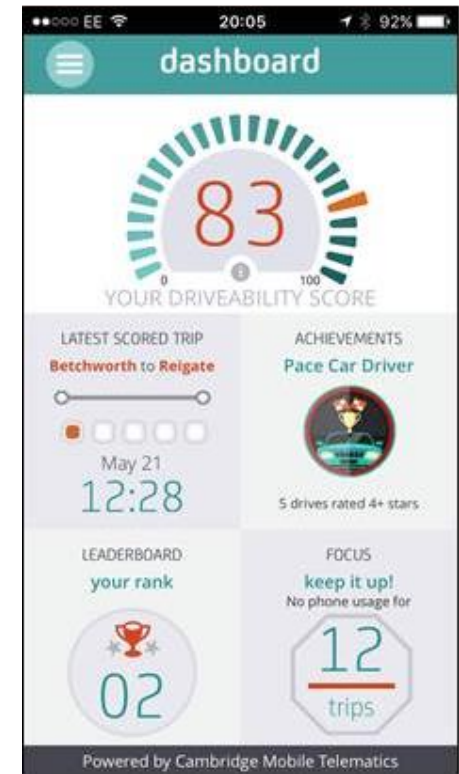 EE 20:05 92%
dashboard
83
0 100
YOUR DRIVEABILITY SCORE
LATEST SCORED TRIP
Betchworth to Reigate
May 21
12:28
ACHIEVEMENTS
Pace Car Driver
5 drives rated 4+ stars
LEADERBOARD
your rank
02
FOCUS
keep it up!
No phone usage for
12
trips
Powered by Cambridge Mobile Telematics